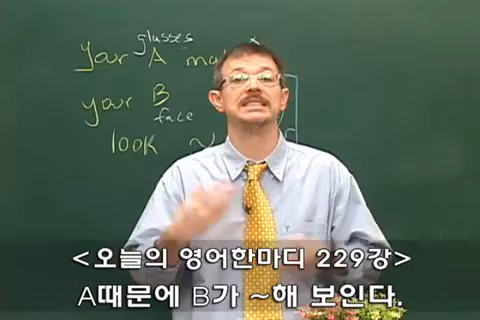 glasses
your A ma
your B
face
look ~ r
<오늘의 영어한마디 229강>
A때문에 B가 ~해 보인다.